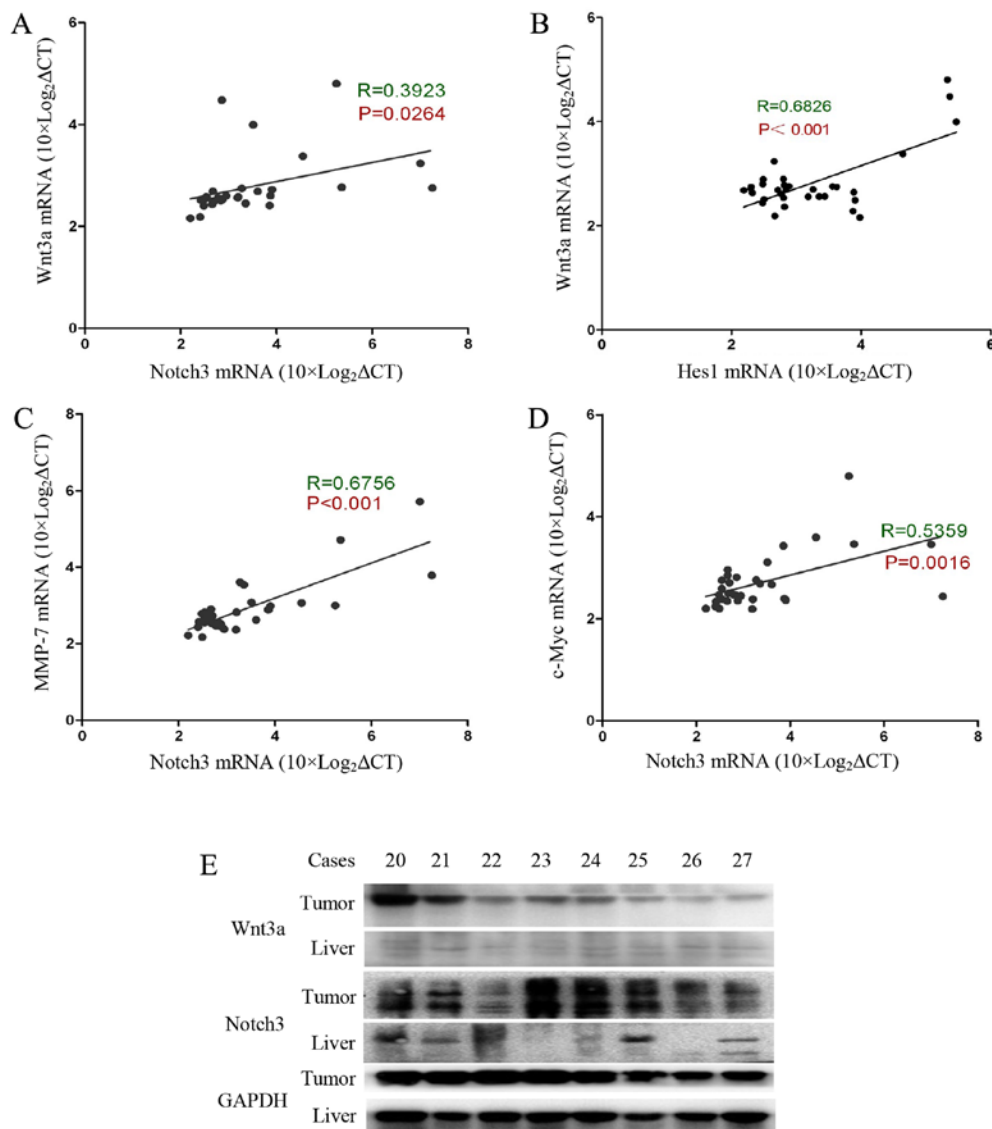 A
Wnt3a mRNA (10×Log₂ΔCT)
6
4
2
0
R=0.3923
P=0.0264
0 2 4 6 8
Notch3 mRNA (10×Log₂ΔCT)
B
Wnt3a mRNA (10×Log₂ΔCT)
6
4
2
0
R=0.6826
P< 0.001
0 2 4 6
Hes1 mRNA (10×Log₂ΔCT)
C
MMP-7 mRNA (10×Log₂ΔCT)
8
6
4
2
0
R=0.6756
P<0.001
0 2 4 6 8
Notch3 mRNA (10×Log₂ΔCT)
D
c-Myc mRNA (10×Log₂ΔCT)
6
4
2
0
R=0.5359
P=0.0016
0 2 4 6 8
Notch3 mRNA (10×Log₂ΔCT)
E
Cases 20 21 22 23 24 25 26 27
Wnt3a
Tumor
Liver
Notch3
Tumor
Liver
GAPDH
Tumor
Liver